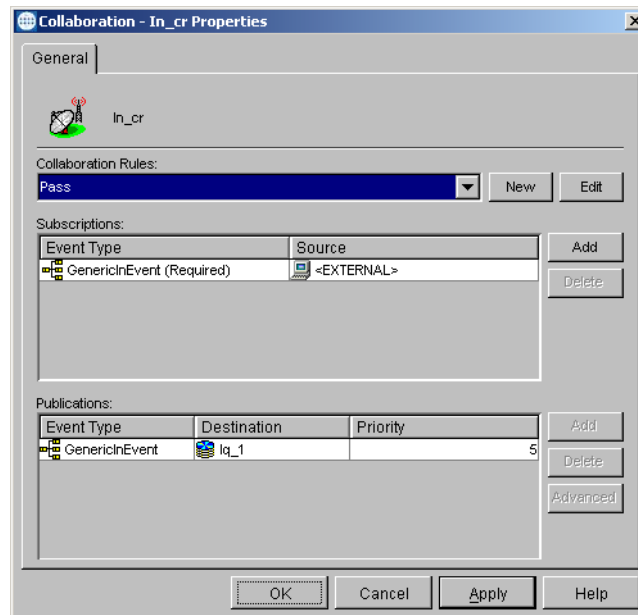 Collaboration - In_cr Properties
General
In_cr
Collaboration Rules:
Pass New Edit
Subscriptions:
Event Type Source Add
GenericInEvent (Required) <EXTERNAL> Delete
Publications:
Event Type Destination Priority Add
GenericInEvent Iq_1 5 Delete
Advanced
OK Cancel Apply Help